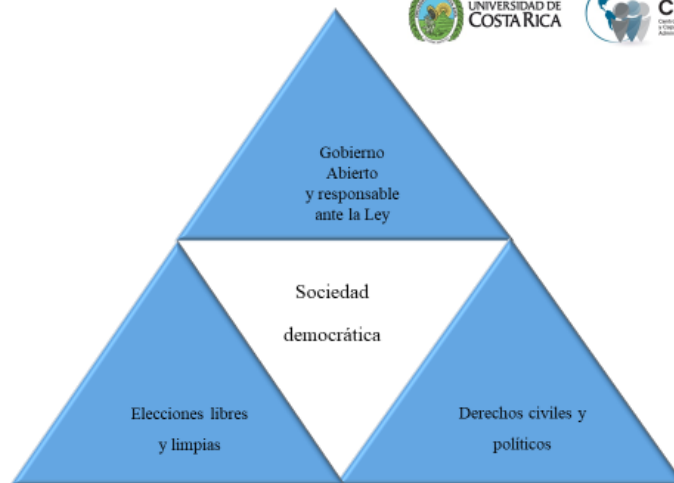 UNIVERSIDAD DE
COSTA RICA
Gobierno
Abierto
y responsable
ante la Ley
Sociedad
democrática
Elecciones libres
y limpias
Derechos civiles y
políticos